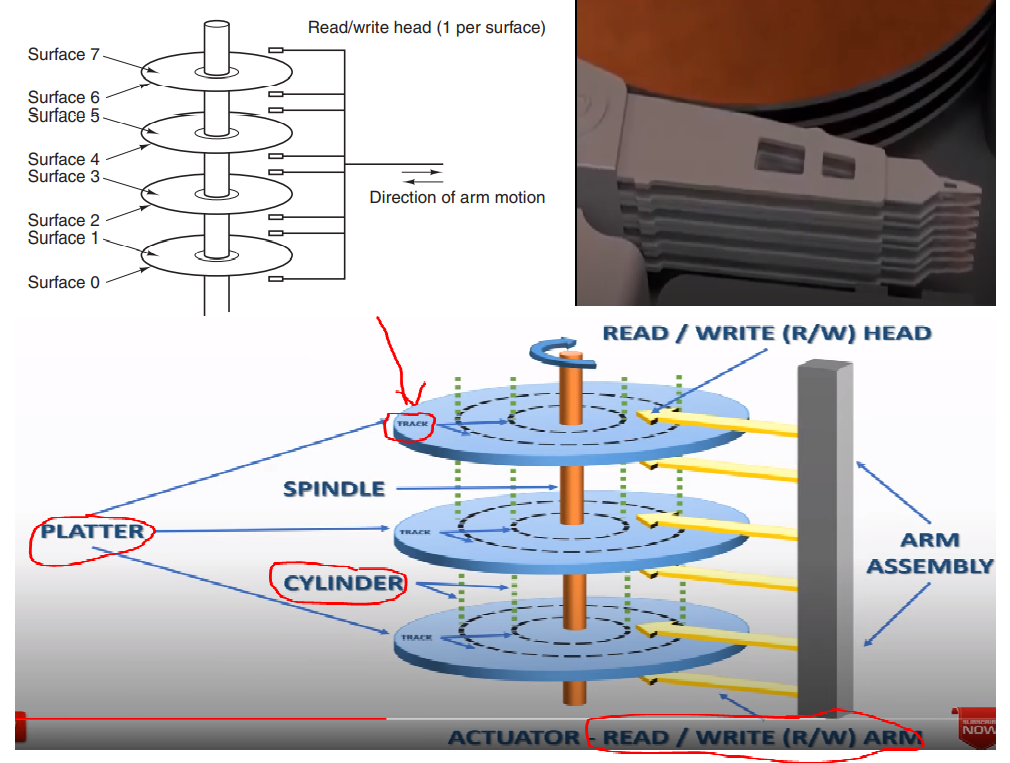 Read/write head (1 per surface)
Surface 7
Surface 6
Surface 5
Surface 4
Surface 3
Direction of arm motion
Surface 2
Surface 1
Surface 0
READ / WRITE (R/W) HEAD
TRACK
SPINDLE
PLATTER
TRACK
ARM
ASSEMBLY
CYLINDER
TRACK
SUBSCRIBE
NOW
ACTUATOR - READ / WRITE (R/W) ARM